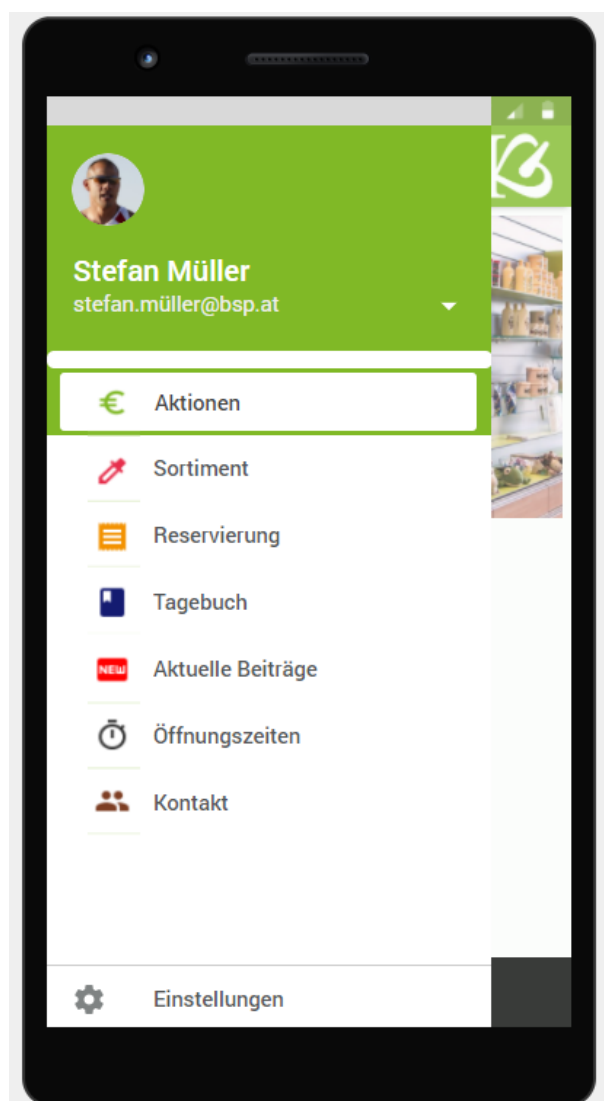 Stefan Müller
stefan.müller@bsp.at
€ Aktionen
Sortiment
Reservierung
Tagebuch
NEW Aktuelle Beiträge
Öffnungszeiten
Kontakt
Einstellungen